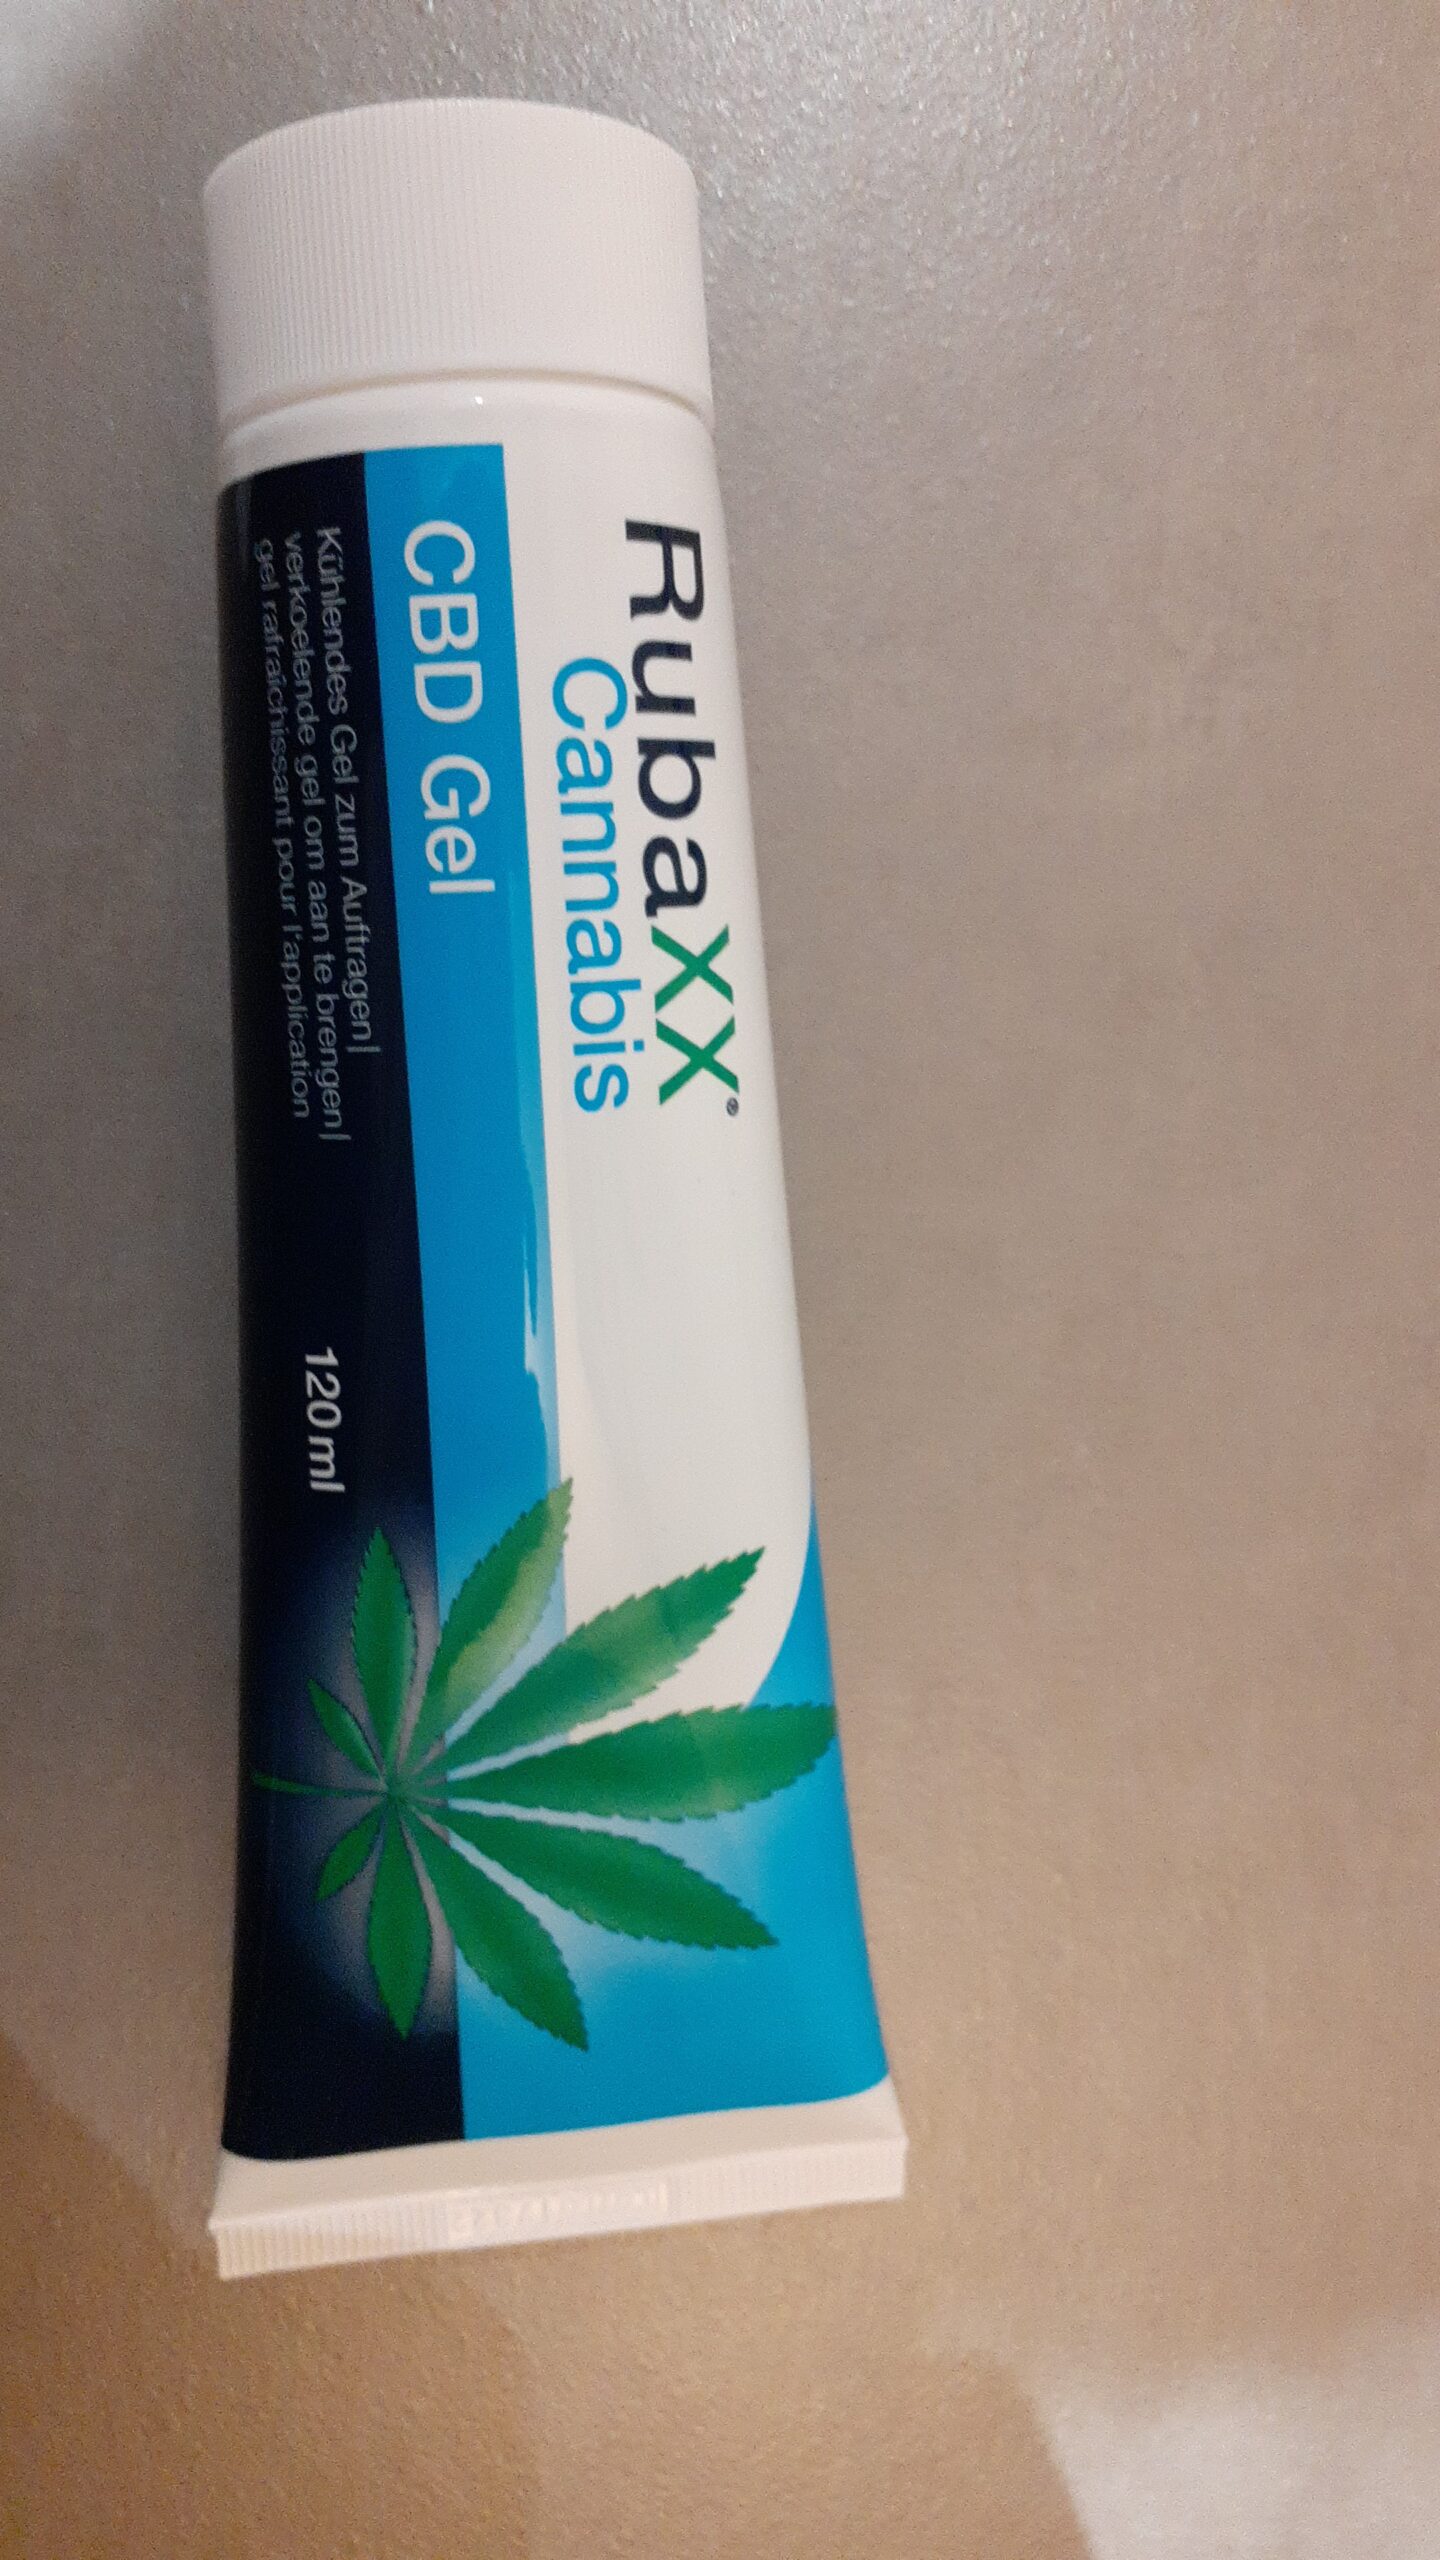 RubaXX®
Cannabis
CBD Gel
Kühlendes Gel zum Auftragen|
verkoelende gel om aan te brengen|
gel rafraîchissant pour l'application
120 ml